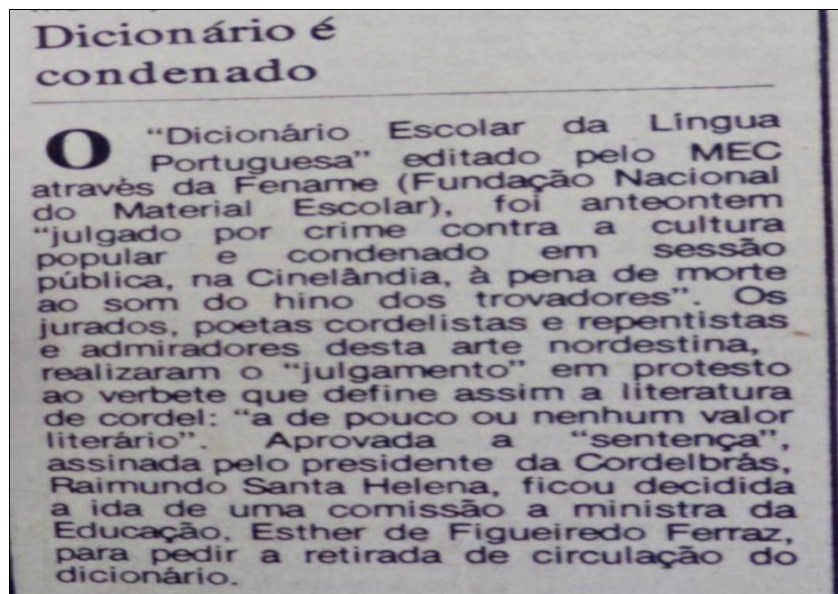 Dicionário é
condenado
O "Dicionário Escolar da Língua
Portuguesa" editado pelo MEC
através da Fename (Fundação Nacional
do Material Escolar), foi anteontem
"julgado por crime contra a cultura
popular e condenado em sessão
pública, na Cinelândia, à pena de morte
ao som do hino dos trovadores". Os
jurados, poetas cordelistas e repentistas
e admiradores desta arte nordestina,
realizaram o "julgamento" em protesto
ao verbete que define assim a literatura
de cordel: "a de pouco ou nenhum valor
literário". Aprovada a "sentença",
assinada pelo presidente da Cordelbrás,
Raimundo Santa Helena, ficou decidida
a ida de uma comissão a ministra da
Educação, Esther de Figueiredo Ferraz,
para pedir a retirada de circulação do
dicionário.